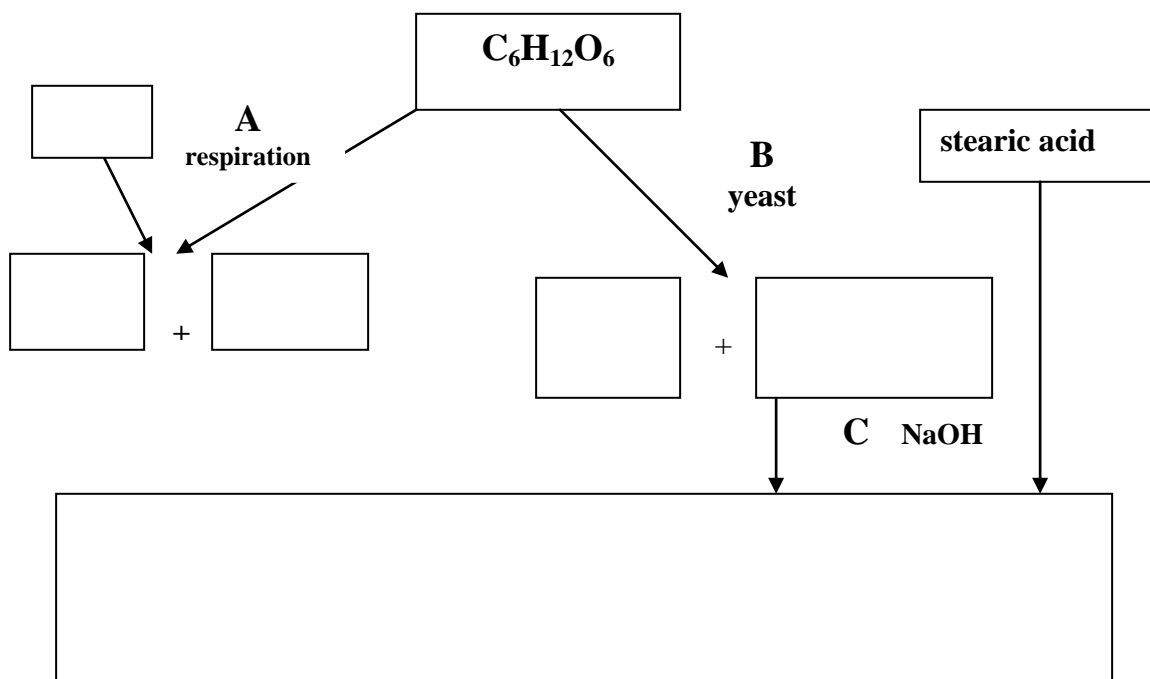 C₆H₁₂O₆
A
respiration
stearic acid
B
yeast
+
+
C NaOH